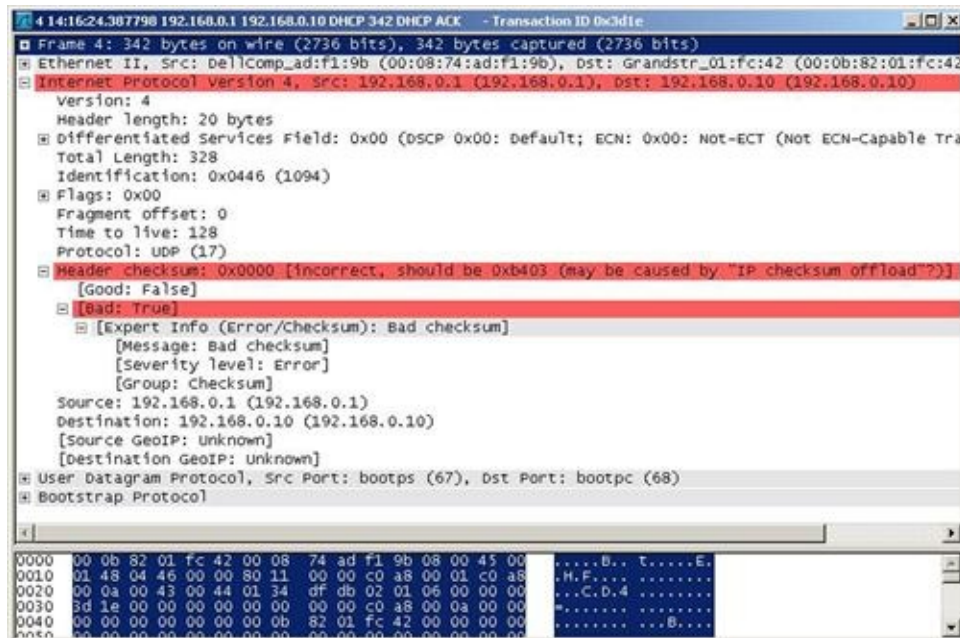 4 14:16:24.387798 192.168.0.1 192.168.0.10 DHCP 342 DHCP ACK - Transaction ID 0x3d1e
Frame 4: 342 bytes on wire (2736 bits), 342 bytes captured (2736 bits)
Ethernet II, Src: DellComp_ad:f1:9b (00:08:74:ad:f1:9b), Dst: Grandstr_01:fc:42 (00:0b:82:01:fc:42
Internet Protocol Version 4, Src: 192.168.0.1 (192.168.0.1), Dst: 192.168.0.10 (192.168.0.10)
Version: 4
Header length: 20 bytes
Differentiated Services Field: 0x00 (DSCP 0x00: Default; ECN: 0x00: Not-ECT (Not ECN-Capable Tra
Total Length: 328
Identification: 0x0446 (1094)
Flags: 0x00
Fragment offset: 0
Time to live: 128
Protocol: UDP (17)
Header checksum: 0x0000 [incorrect, should be 0xb403 (may be caused by "IP checksum offload"?)]
[Good: False]
[Bad: True]
[Expert Info (Error/Checksum): Bad checksum]
[Message: Bad checksum]
[Severity level: Error]
[Group: Checksum]
Source: 192.168.0.1 (192.168.0.1)
Destination: 192.168.0.10 (192.168.0.10)
[Source GeoIP: Unknown]
[Destination GeoIP: Unknown]
User Datagram Protocol, Src Port: bootps (67), Dst Port: bootpc (68)
Bootstrap Protocol
0000 00 0b 82 01 fc 42 00 08 74 ad f1 9b 08 00 45 00 .....B.. t.....E.
0010 01 48 04 46 00 00 80 11 00 00 c0 a8 00 01 c0 a8 .H.F.... ........
0020 00 0a 00 43 00 44 01 34 df db 02 01 06 00 00 00 ...C.D.4 ........
0030 3d 1e 00 00 00 00 00 00 00 00 c0 a8 00 0a 00 00 =....... ........
0040 00 00 00 00 00 00 00 0b 82 01 fc 42 00 00 00 00 ........ ...B....